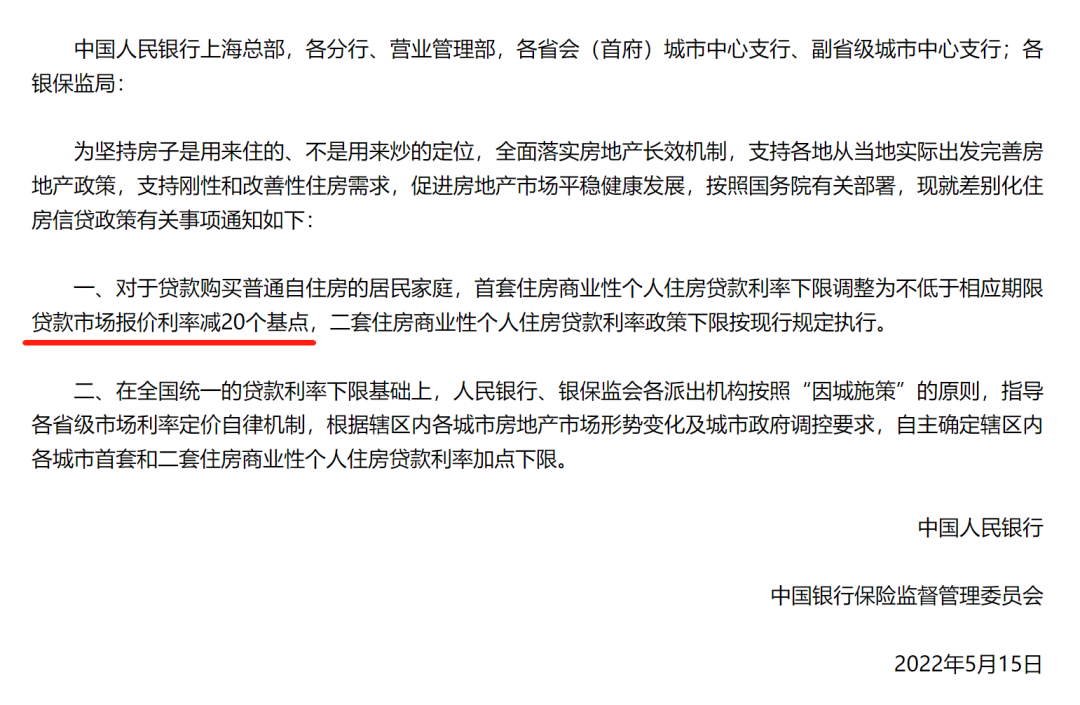 中国人民银行上海总部，各分行、营业管理部，各省会（首府）城市中心支行、副省级城市中心支行；各
银保监局：
为坚持房子是用来住的、不是用来炒的定位，全面落实房地产长效机制，支持各地从当地实际出发完善房
地产政策，支持刚性和改善性住房需求，促进房地产市场平稳健康发展，按照国务院有关部署，现就差别化住
房信贷政策有关事项通知如下：
一、对于贷款购买普通自住房的居民家庭，首套住房商业性个人住房贷款利率下限调整为不低于相应期限
贷款市场报价利率减20个基点，二套住房商业性个人住房贷款利率政策下限按现行规定执行。
二、在全国统一的贷款利率下限基础上，人民银行、银保监会各派出机构按照“因城施策”的原则，指导
各省级市场利率定价自律机制，根据辖区内各城市房地产市场形势变化及城市政府调控要求，自主确定辖区内
各城市首套和二套住房商业性个人住房贷款利率加点下限。
中国人民银行
中国银行保险监督管理委员会
2022年5月15日